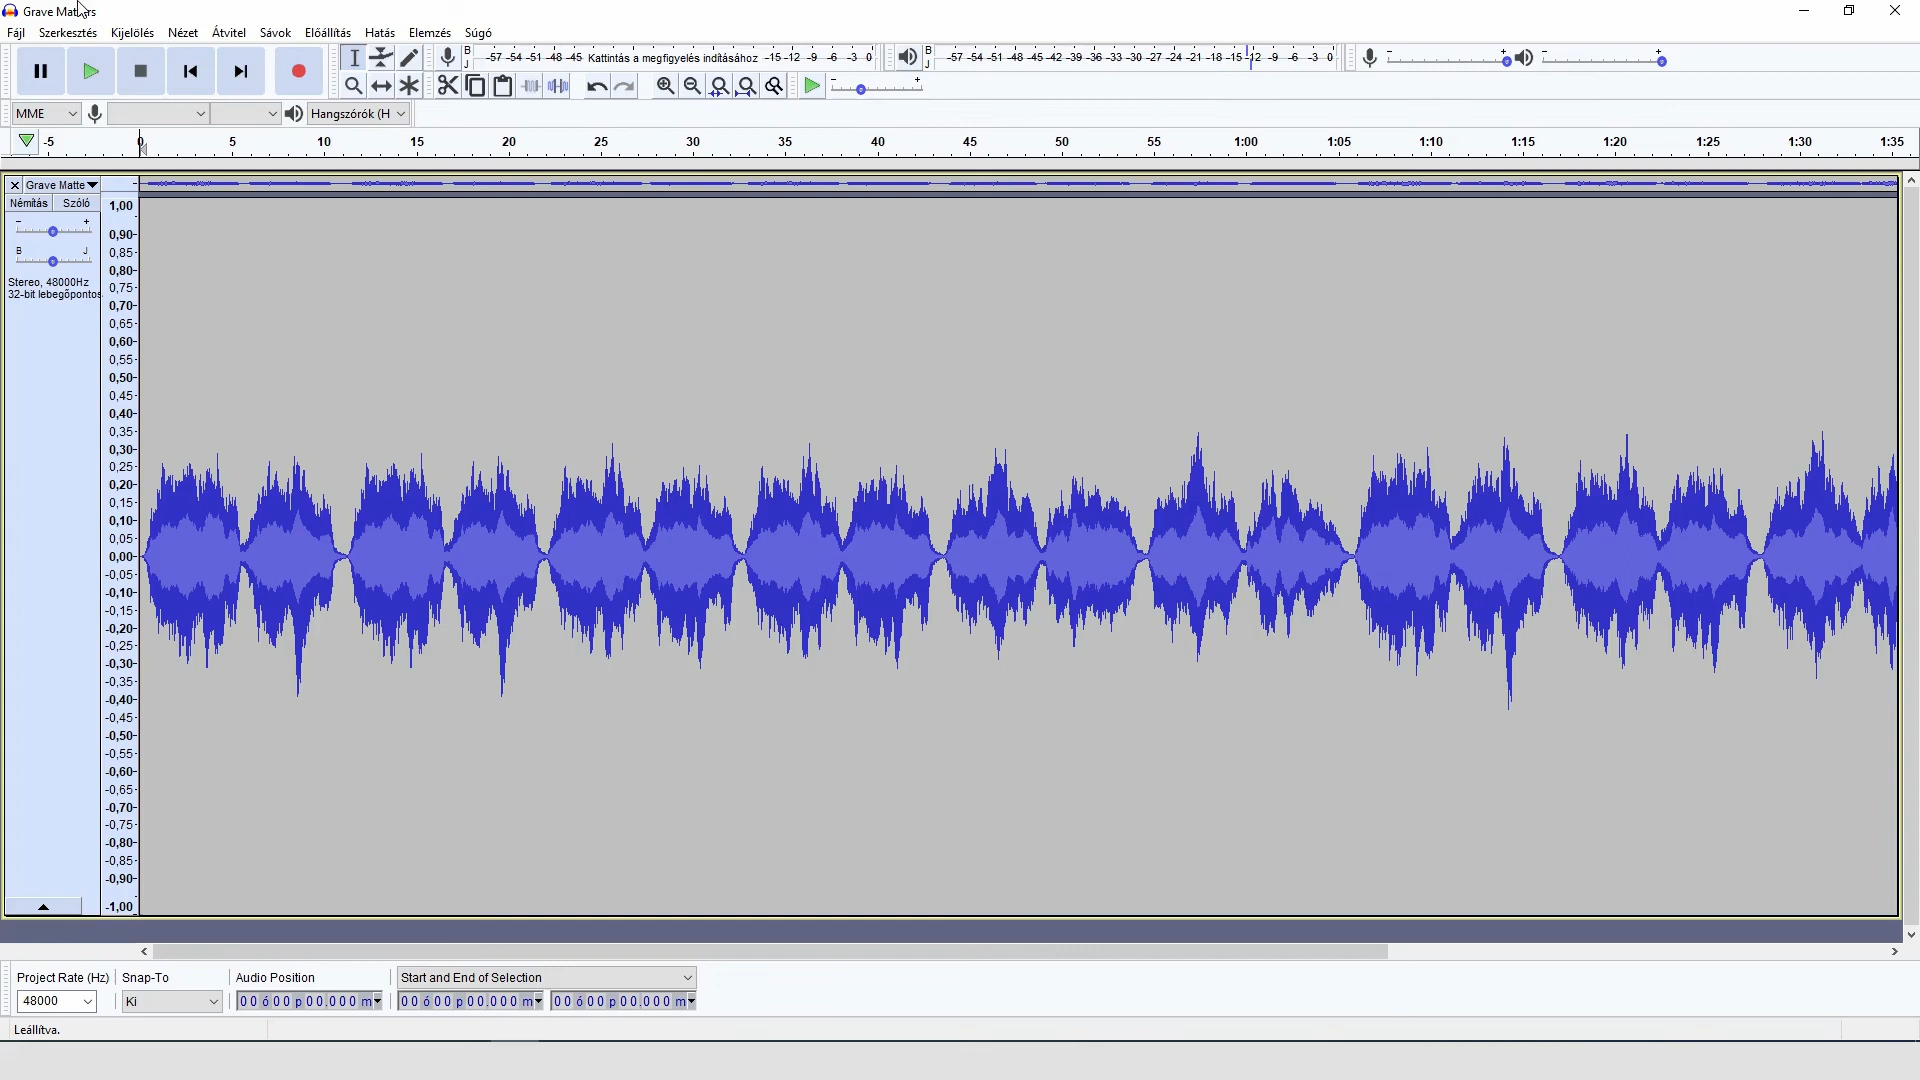 Grave Matters
Fájl Szerkesztés Kijelölés Nézet Átvitel Sávok Előállítás Hatás Elemzés Súgó
B J -57 -54 -51 -48 -45 Kattintás a megfigyelés indításához -15 -12 -9 -6 -3 0
B J -57 -54 -51 -48 -45 -42 -39 -36 -33 -30 -27 -24 -21 -18 -15 -12 -9 -6 -3 0
- + - +
- +
MME Hangszórók (H
-5 0 5 10 15 20 25 30 35 40 45 50 55 1:00 1:05 1:10 1:15 1:20 1:25 1:30 1:35
Grave Matte
Némítás Szóló
- +
B J
Stereo, 48000Hz
32-bit lebegőpontos
1,00
0,90
0,85
0,80
0,75
0,70
0,65
0,60
0,55
0,50
0,45
0,40
0,35
0,30
0,25
0,20
0,15
0,10
0,05
0,00
-0,05
-0,10
-0,15
-0,20
-0,25
-0,30
-0,35
-0,40
-0,45
-0,50
-0,55
-0,60
-0,65
-0,70
-0,75
-0,80
-0,85
-0,90
-1,00
Project Rate (Hz) Snap-To Audio Position Start and End of Selection
48000 Ki 00 ó 00 p 00.000 m 00 ó 00 p 00.000 m 00 ó 00 p 00.000 m
Leállítva.